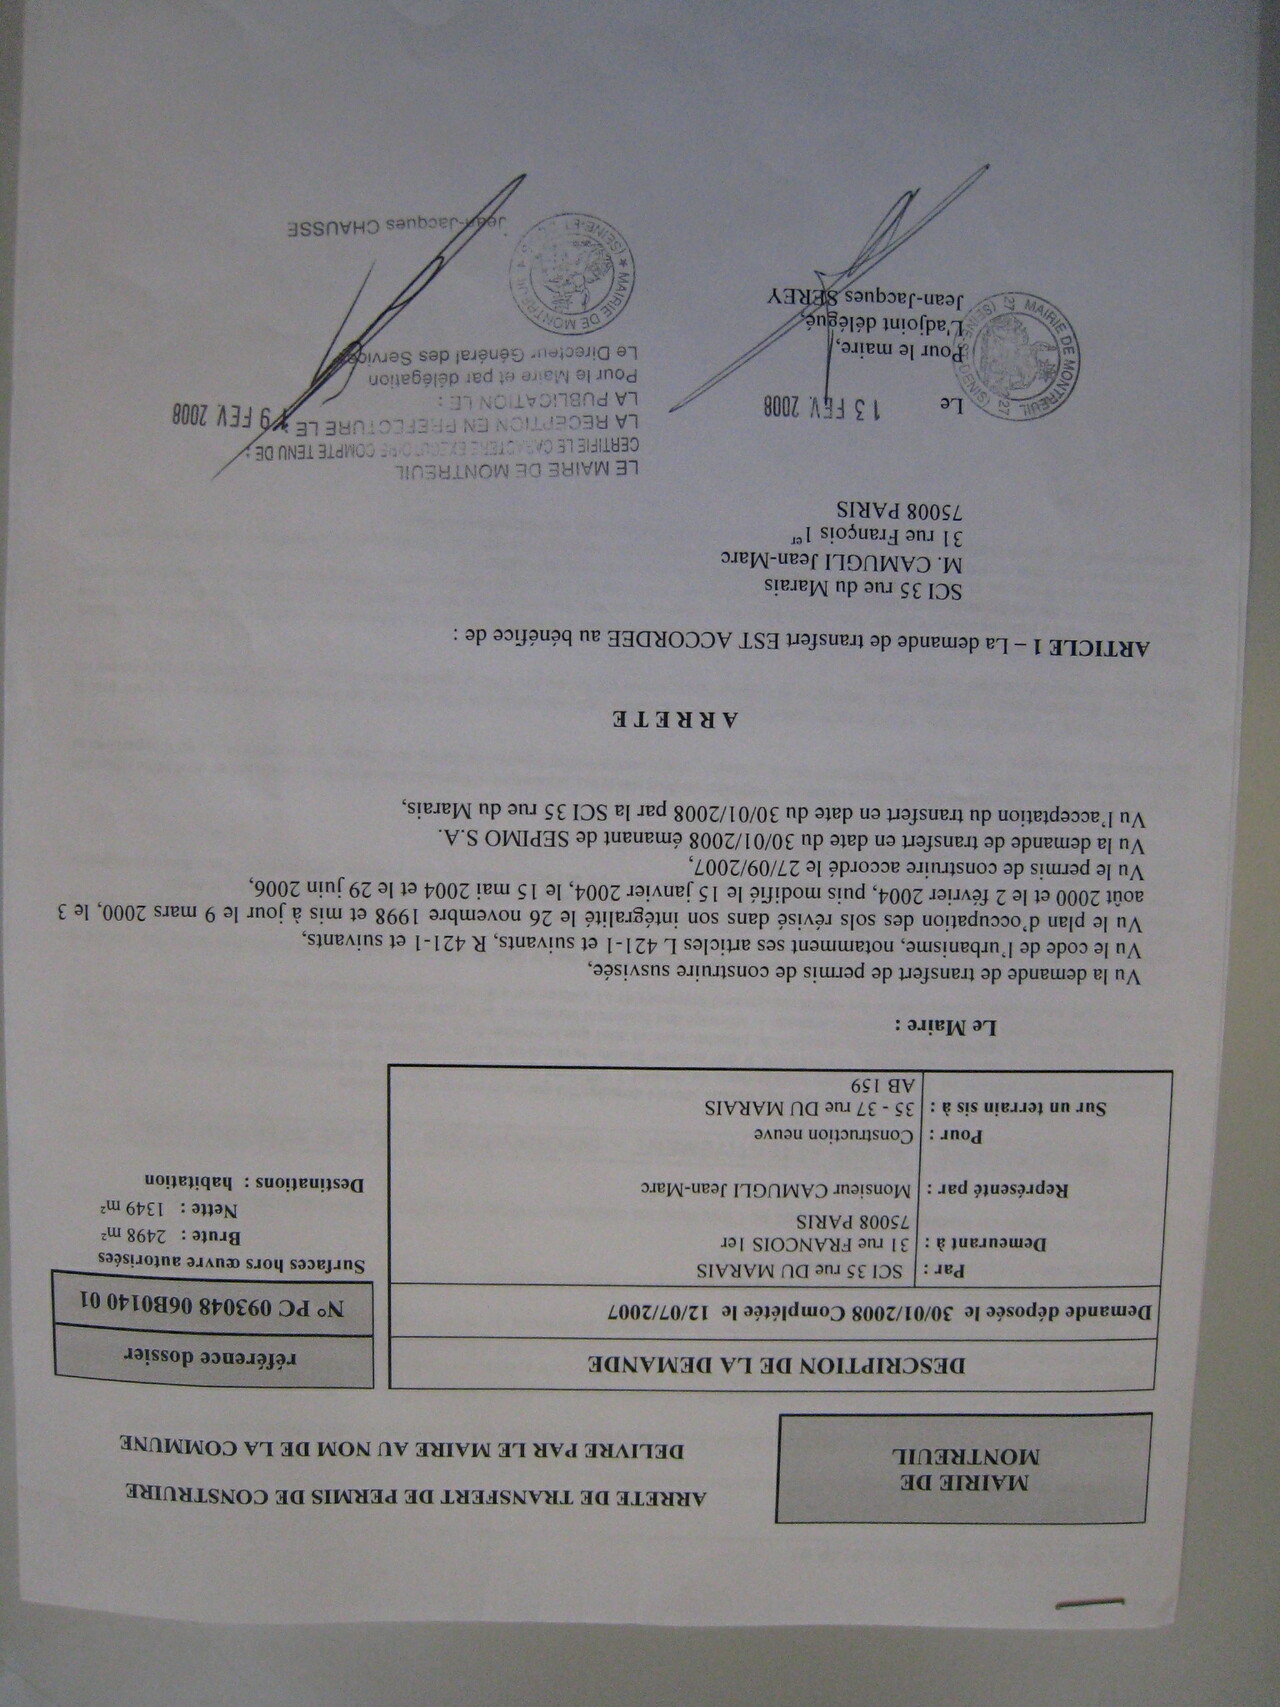 MAIRIE DE
MONTREUIL
ARRETE DE TRANSFERT DE PERMIS DE CONSTRUIRE
DELIVRE PAR LE MAIRE AU NOM DE LA COMMUNE
DESCRIPTION DE LA DEMANDE
Demande déposée le 30/01/2008 Complétée le 12/07/2007
Par : SCI 35 rue DU MARAIS
Demeurant à : 31 rue FRANCOIS 1er
75008 PARIS
Représenté par : Monsieur CAMUGLI Jean-Marc
Pour : Construction neuve
Sur un terrain sis à : 35 - 37 rue DU MARAIS
AB 159
référence dossier
N° PC 093048 06B0140 01
Surfaces hors œuvre autorisées
Brute : 2498 m²
Nette : 1349 m²
Destinations : habitation
Le Maire :
Vu la demande de transfert de permis de construire susvisée,
Vu le code de l'urbanisme, notamment ses articles L 421-1 et suivants, R 421-1 et suivants,
Vu le plan d'occupation des sols révisé dans son intégralité le 26 novembre 1998 et mis à jour le 9 mars 2000, le 3
août 2000 et le 2 février 2004, puis modifié le 15 janvier 2004, le 15 mai 2004 et le 29 juin 2006,
Vu le permis de construire accordé le 27/09/2007,
Vu la demande de transfert en date du 30/01/2008 émanant de SEPIMO S.A.
Vu l'acceptation du transfert en date du 30/01/2008 par la SCI 35 rue du Marais,
A R R E T E
ARTICLE 1 – La demande de transfert EST ACCORDEE au bénéfice de :
SCI 35 rue du Marais
M. CAMUGLI Jean-Marc
31 rue François 1er
75008 PARIS
Le 13 FEV. 2008
Pour le maire,
L'adjoint délégué,
Jean-Jacques SEREY
MAIRIE DE MONTREUIL
LE MAIRE DE MONTREUIL
CERTIFIE LE CARACTERE EXECUTOIRE COMPTE TENU DE :
LA RECEPTION EN PREFECTURE LE 19 FEV. 2008
LA PUBLICATION LE :
Pour le Maire et par délégation
Le Directeur Général des Services
MAIRIE DE MONTREUIL
Jean-Jacques CHAUSSE